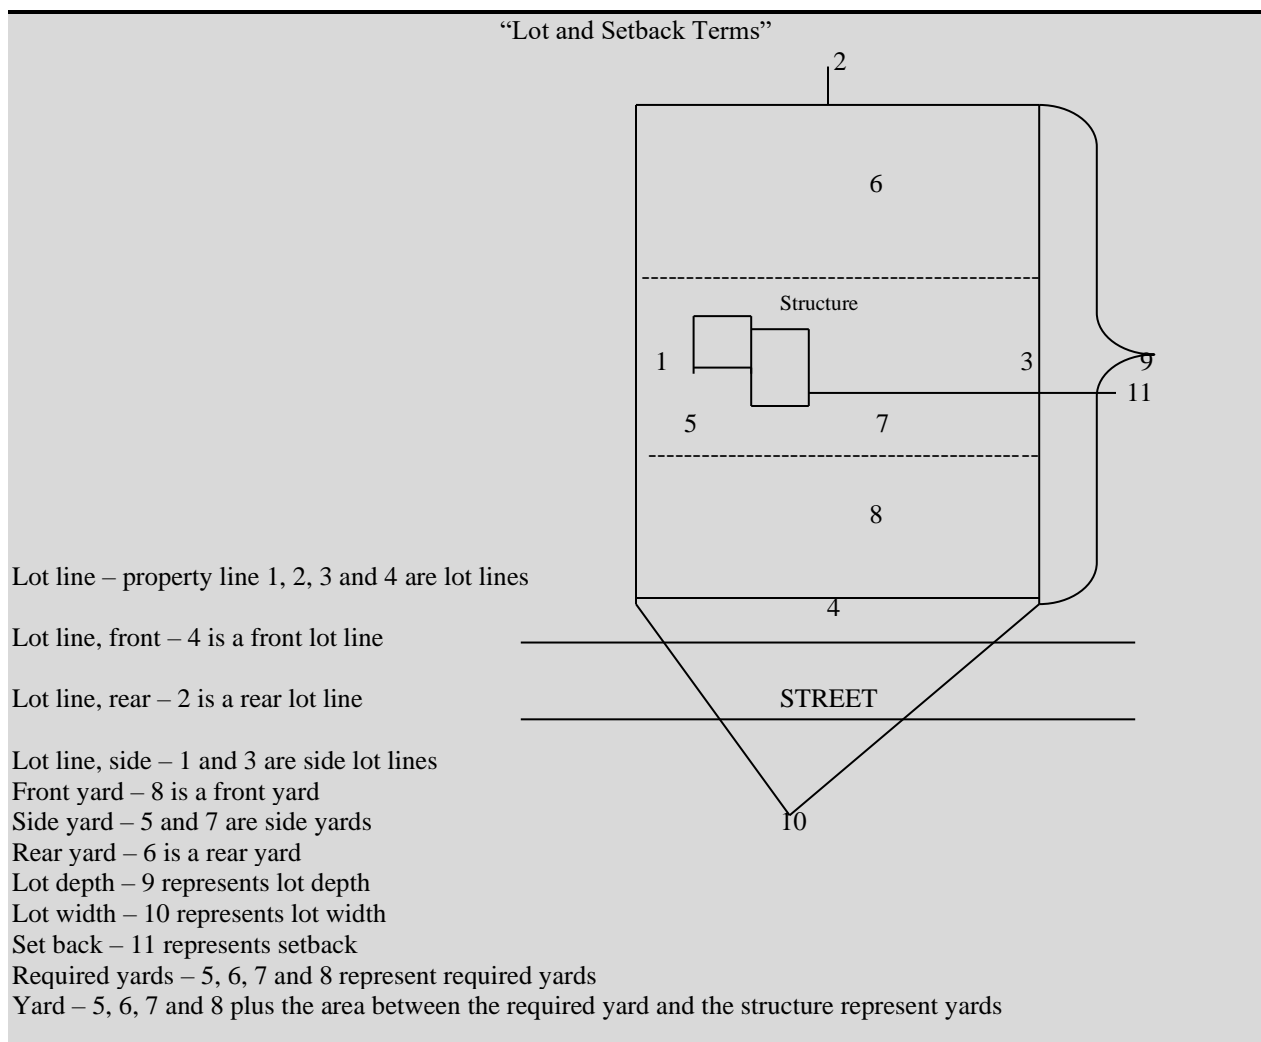 “Lot and Setback Terms”
2
6
Structure
1
3
9
11
5
7
8
Lot line – property line 1, 2, 3 and 4 are lot lines
4
Lot line, front – 4 is a front lot line
Lot line, rear – 2 is a rear lot line
STREET
Lot line, side – 1 and 3 are side lot lines
Front yard – 8 is a front yard
Side yard – 5 and 7 are side yards
10
Rear yard – 6 is a rear yard
Lot depth – 9 represents lot depth
Lot width – 10 represents lot width
Set back – 11 represents setback
Required yards – 5, 6, 7 and 8 represent required yards
Yard – 5, 6, 7 and 8 plus the area between the required yard and the structure represent yards